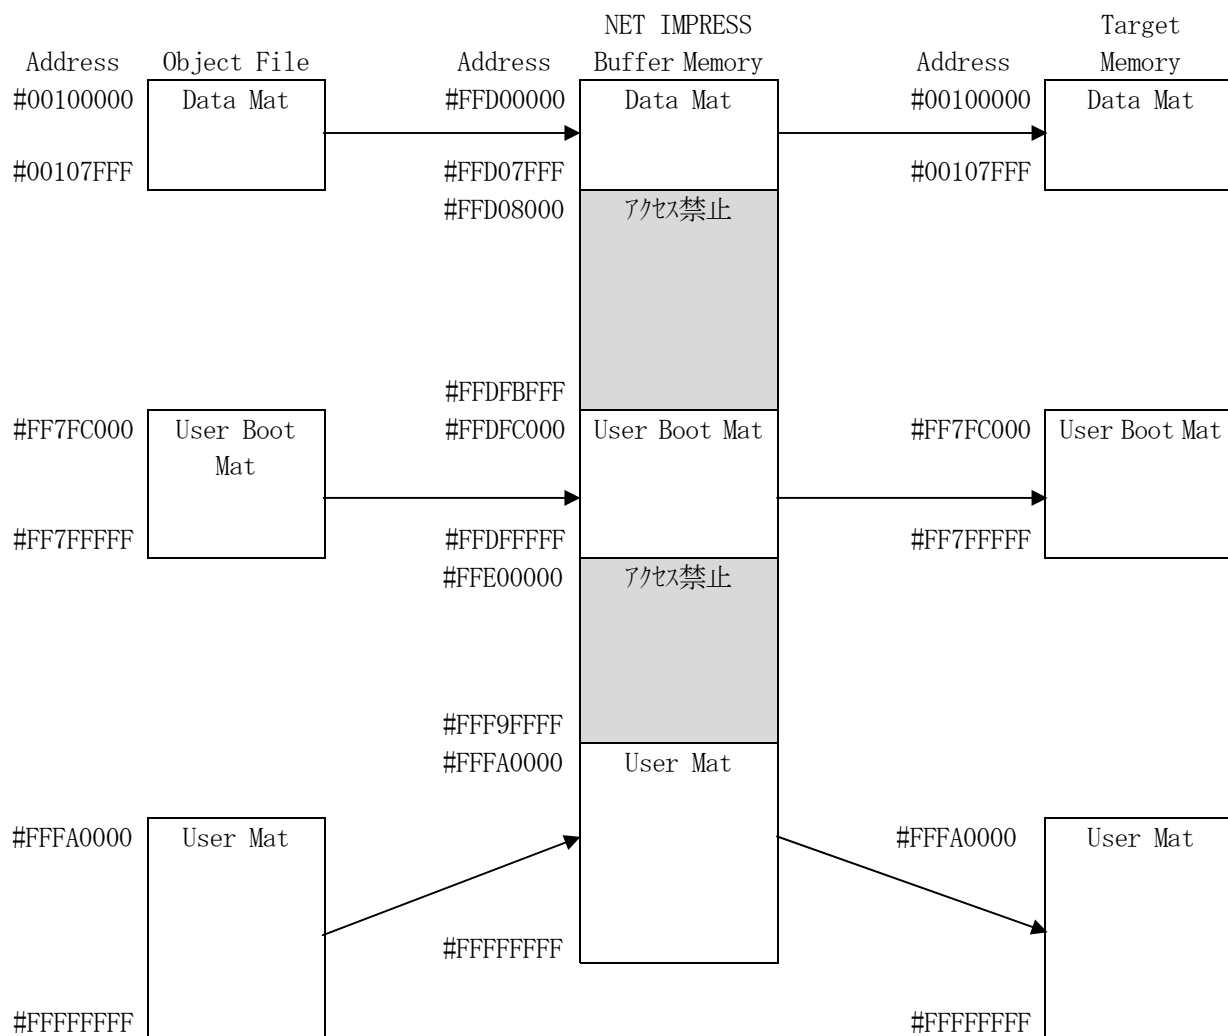 NET IMPRESS Target
Address Object File Address Buffer Memory Address Memory
#00100000 Data Mat #FFD00000 Data Mat #00100000 Data Mat
#00107FFF #FFD07FFF #00107FFF
#FFD08000 ｱｸｾｽ禁止
#FFDFBFFF
#FF7FC000 User Boot #FFDFC000 User Boot Mat #FF7FC000 User Boot Mat
Mat
#FF7FFFFF #FFDFFFFF #FF7FFFFF
#FFE00000 ｱｸｾｽ禁止
#FFF9FFFF
#FFFA0000 User Mat
#FFFA0000 User Mat #FFFA0000 User Mat
#FFFFFFFF
#FFFFFFFF #FFFFFFFF